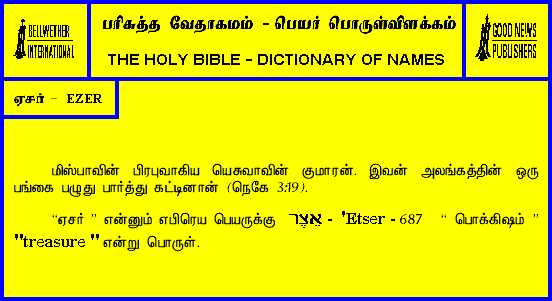 BELLWETHER
INTERNATIONAL
பரிசுத்த வேதாகமம் - பெயர் பொருள்விளக்கம்
THE HOLY BIBLE - DICTIONARY OF NAMES
GOOD NEWS
PUBLISHERS
ஏசர் - EZER
மிஸ்பாவின் பிரபுவாகிய யெசுவாவின் குமாரன். இவன் அலங்கத்தின் ஒரு
பங்கை பழுது பார்த்து கட்டினான் (நெகே 3:19).
“ஏசர் ” என்னும் எபிரெய பெயருக்கு אֵצֶר - 'Etser - 687 “ பொக்கிஷம் ”
"treasure " என்று பொருள்.